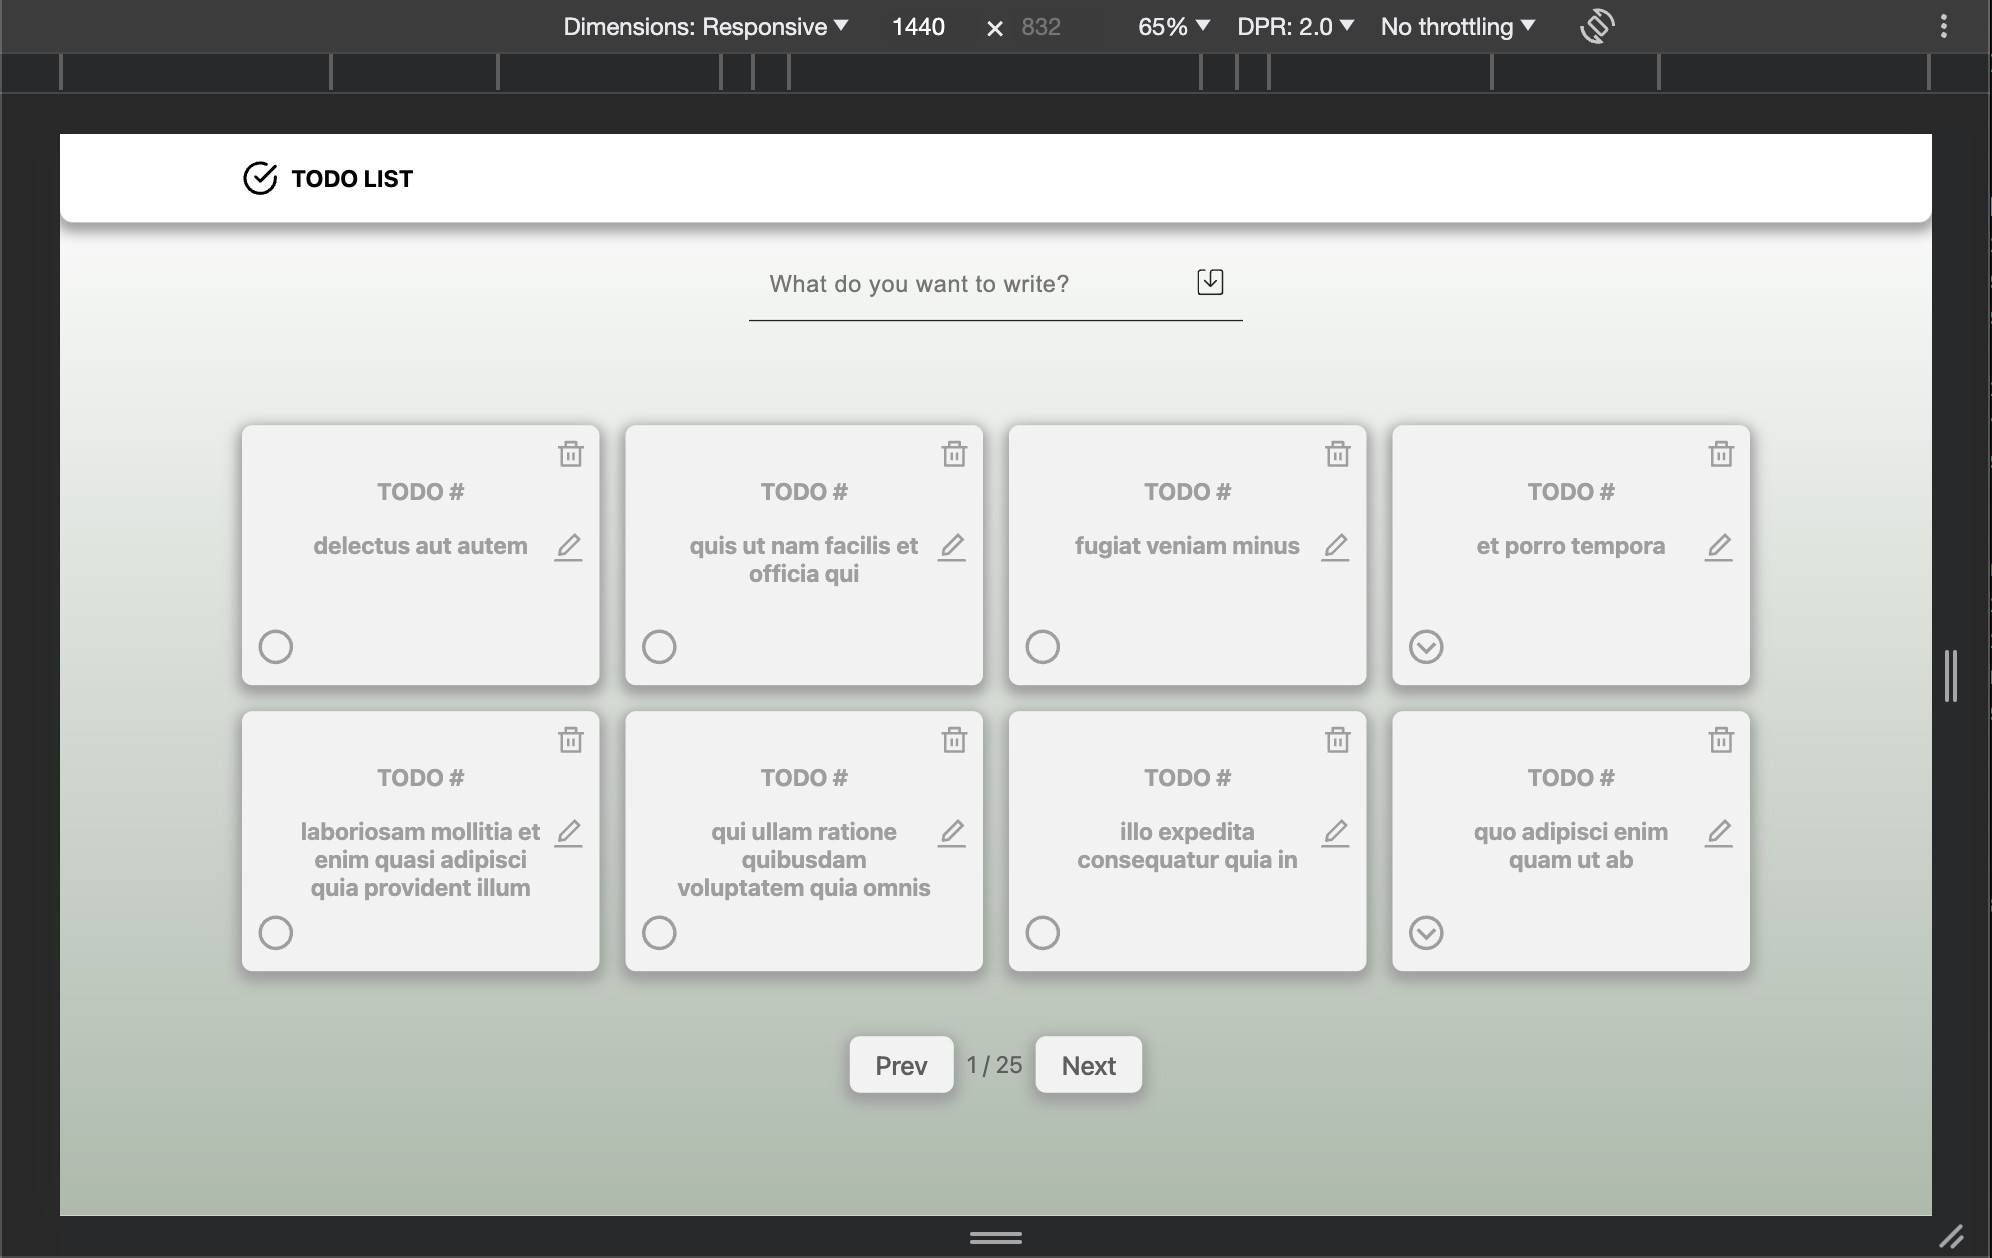 Dimensions: Responsive 1440 × 832 65% DPR: 2.0 No throttling
TODO LIST
What do you want to write?
TODO #
delectus aut autem
TODO #
quis ut nam facilis et
officia qui
TODO #
fugiat veniam minus
TODO #
et porro tempora
TODO #
laboriosam mollitia et
enim quasi adipisci
quia provident illum
TODO #
qui ullam ratione
quibusdam
voluptatem quia omnis
TODO #
illo expedita
consequatur quia in
TODO #
quo adipisci enim
quam ut ab
Prev 1 / 25 Next